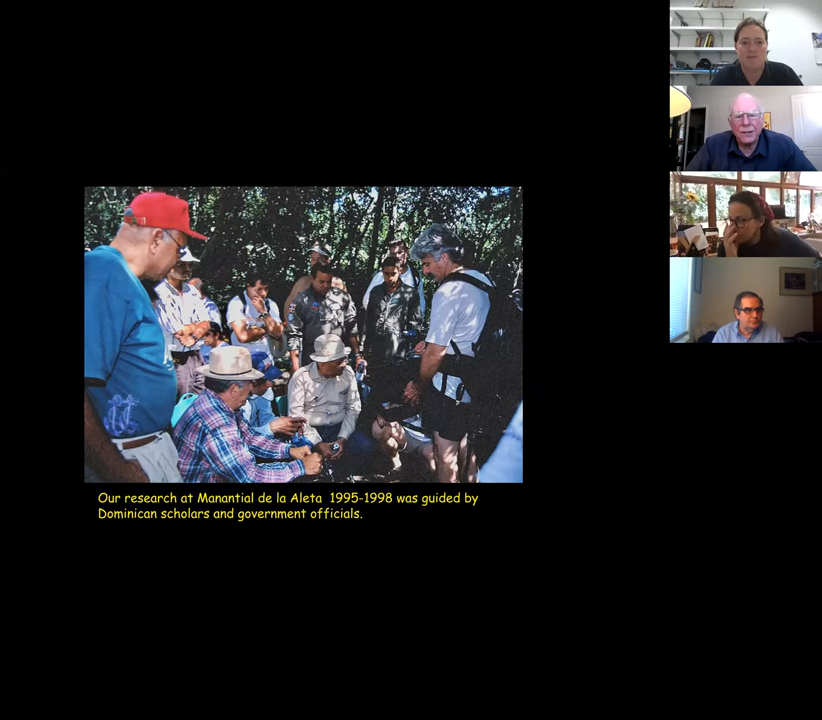 Our research at Manantial de la Aleta 1995-1998 was guided by
Dominican scholars and government officials.